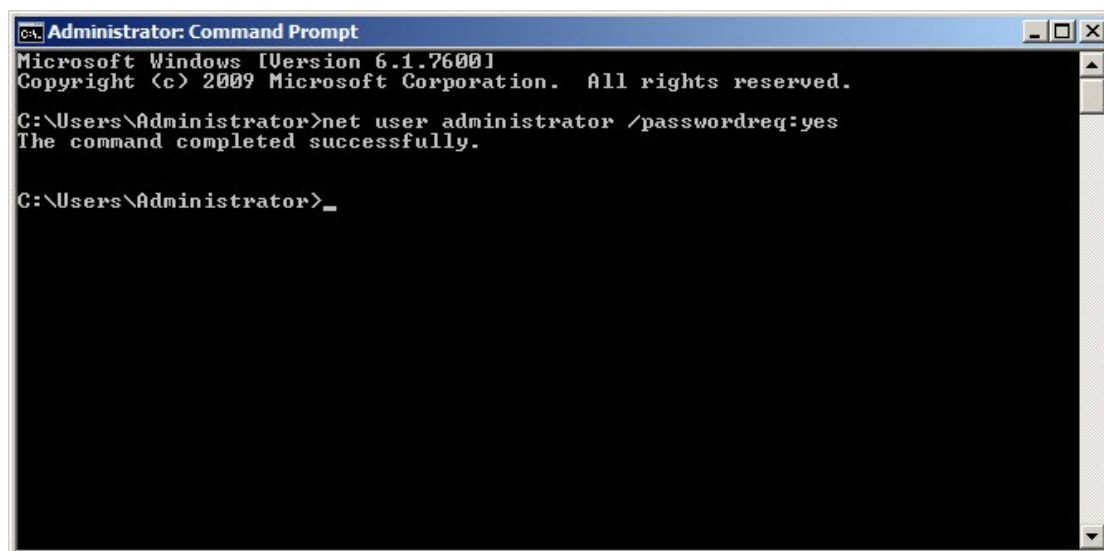 Administrator: Command Prompt
Microsoft Windows [Version 6.1.7600]
Copyright (c) 2009 Microsoft Corporation.  All rights reserved.
C:\Users\Administrator>net user administrator /passwordreq:yes
The command completed successfully.
C:\Users\Administrator>_